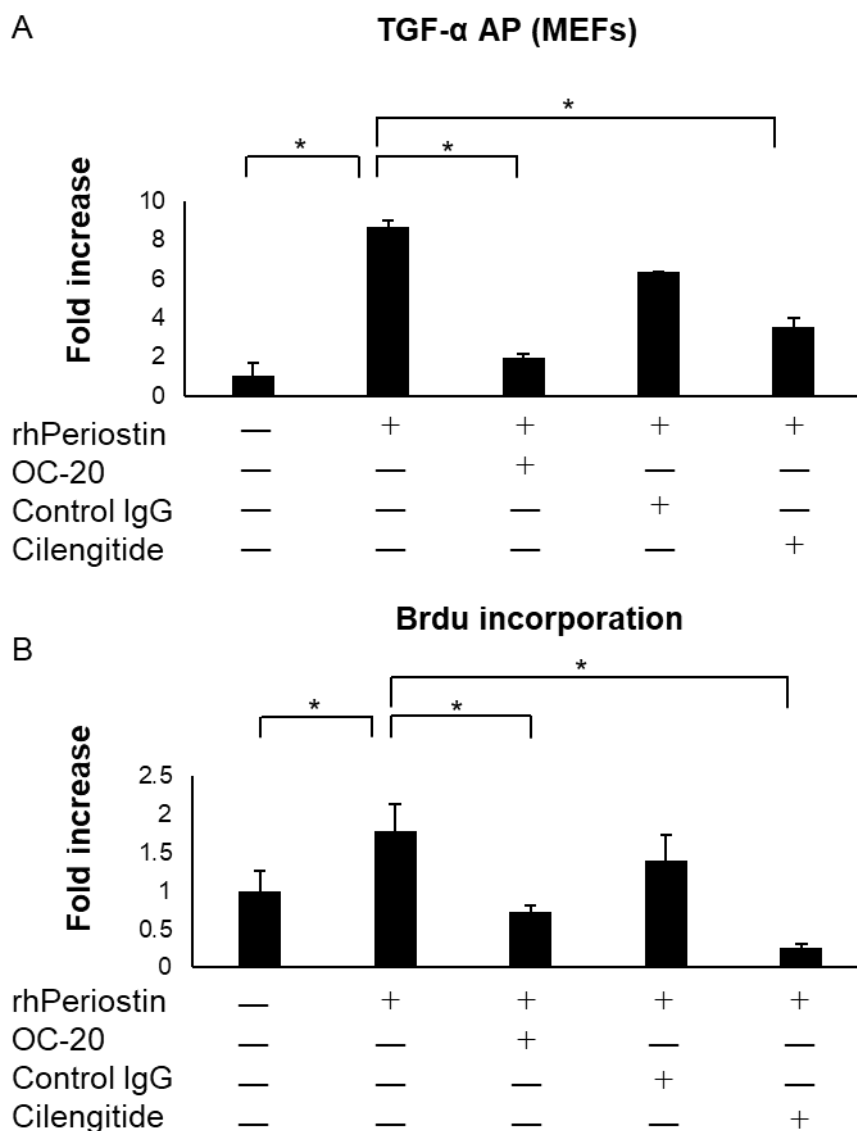 A
TGF-α AP (MEFs)
*
* *
Fold increase
10
8
6
4
2
0
rhPeriostin — + + + +
OC-20 — — + — —
Control IgG — — — + —
Cilengitide — — — — +
Brdu incorporation
B
*
* *
Fold increase
2.5
2
1.5
1
0.5
0
rhPeriostin — + + + +
OC-20 — — + — —
Control IgG — — — + —
Cilengitide — — — — +